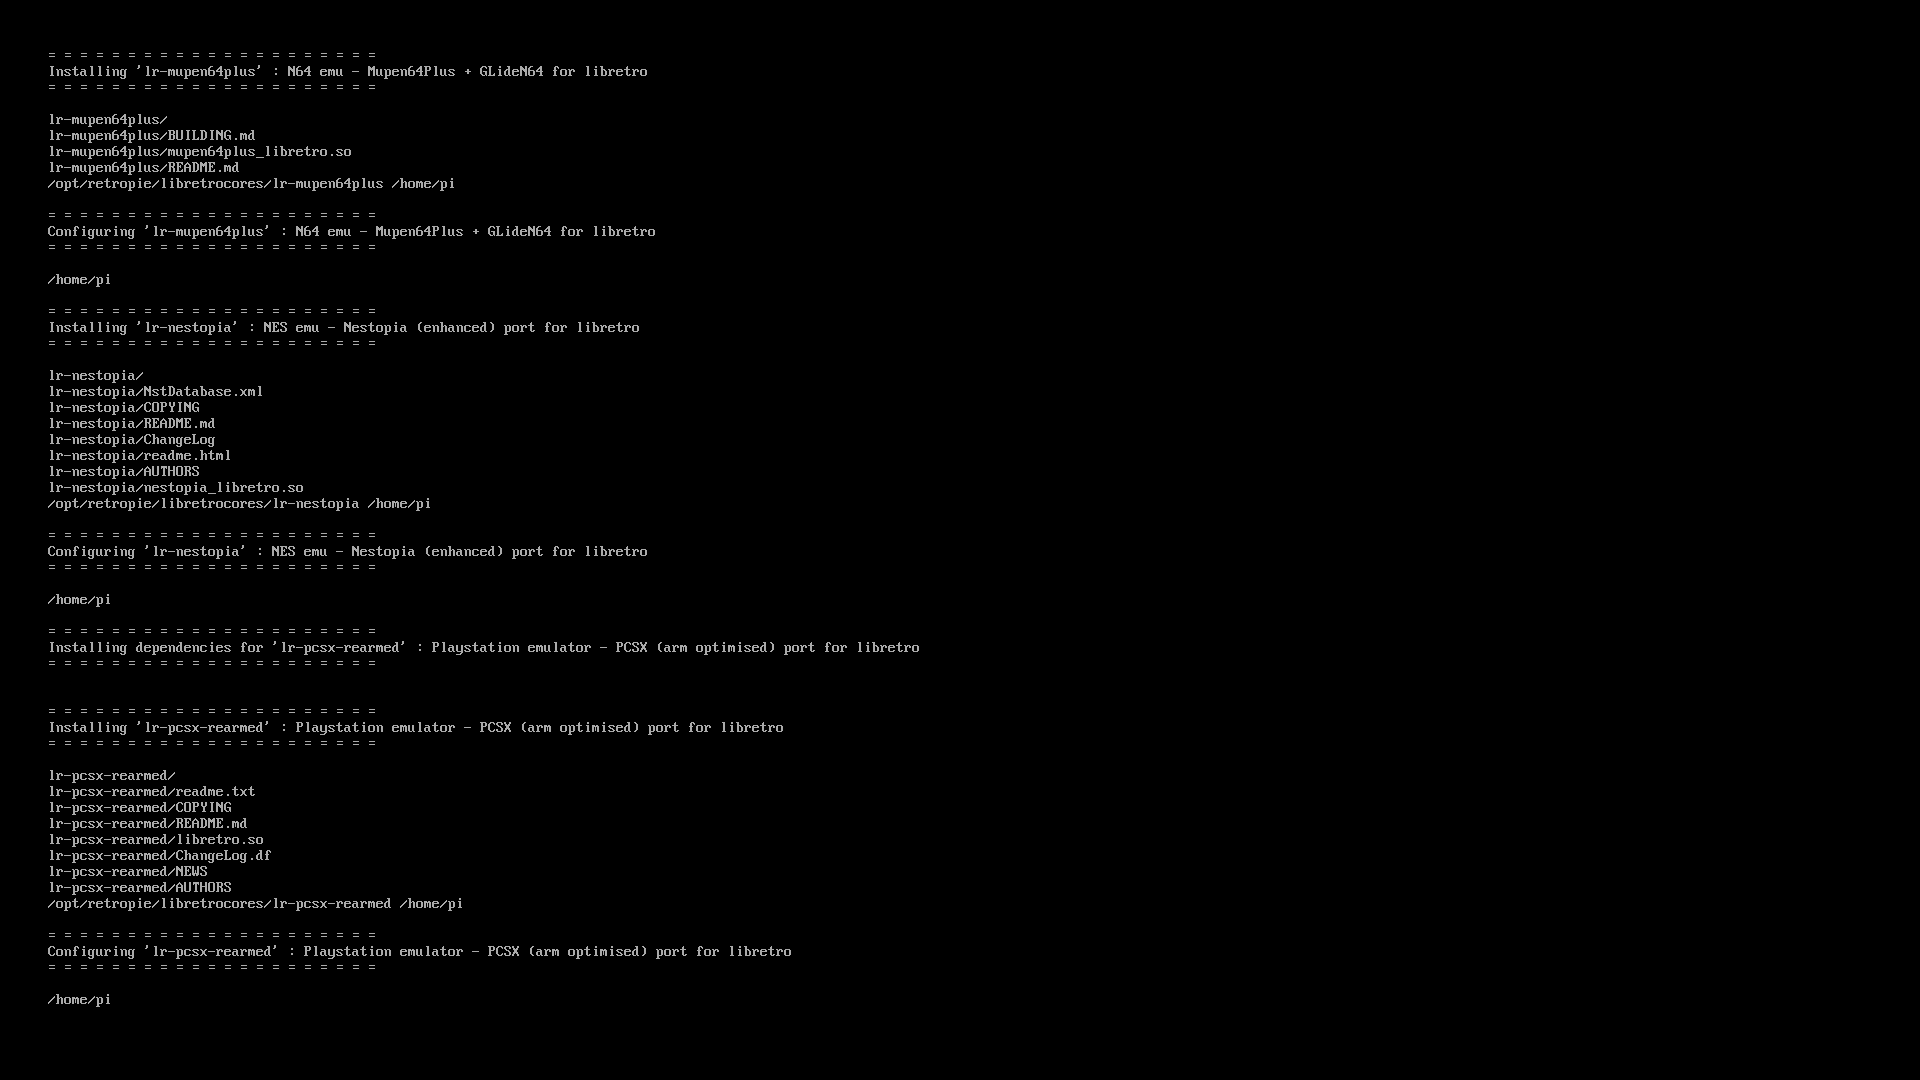 = = = = = = = = = = = = = = = = = = = = =
Installing 'lr-mupen64plus' : N64 emu - Mupen64Plus + GLideN64 for libretro
= = = = = = = = = = = = = = = = = = = = =
lr-mupen64plus/
lr-mupen64plus/BUILDING.md
lr-mupen64plus/mupen64plus_libretro.so
lr-mupen64plus/README.md
/opt/retropie/libretrocores/lr-mupen64plus /home/pi
= = = = = = = = = = = = = = = = = = = = =
Configuring 'lr-mupen64plus' : N64 emu - Mupen64Plus + GLideN64 for libretro
= = = = = = = = = = = = = = = = = = = = =
/home/pi
= = = = = = = = = = = = = = = = = = = = =
Installing 'lr-nestopia' : NES emu - Nestopia (enhanced) port for libretro
= = = = = = = = = = = = = = = = = = = = =
lr-nestopia/
lr-nestopia/NstDatabase.xml
lr-nestopia/COPYING
lr-nestopia/README.md
lr-nestopia/ChangeLog
lr-nestopia/readme.html
lr-nestopia/AUTHORS
lr-nestopia/nestopia_libretro.so
/opt/retropie/libretrocores/lr-nestopia /home/pi
= = = = = = = = = = = = = = = = = = = = =
Configuring 'lr-nestopia' : NES emu - Nestopia (enhanced) port for libretro
= = = = = = = = = = = = = = = = = = = = =
/home/pi
= = = = = = = = = = = = = = = = = = = = =
Installing dependencies for 'lr-pcsx-rearmed' : Playstation emulator - PCSX (arm optimised) port for libretro
= = = = = = = = = = = = = = = = = = = = =
= = = = = = = = = = = = = = = = = = = = =
Installing 'lr-pcsx-rearmed' : Playstation emulator - PCSX (arm optimised) port for libretro
= = = = = = = = = = = = = = = = = = = = =
lr-pcsx-rearmed/
lr-pcsx-rearmed/readme.txt
lr-pcsx-rearmed/COPYING
lr-pcsx-rearmed/README.md
lr-pcsx-rearmed/libretro.so
lr-pcsx-rearmed/ChangeLog.df
lr-pcsx-rearmed/NEWS
lr-pcsx-rearmed/AUTHORS
/opt/retropie/libretrocores/lr-pcsx-rearmed /home/pi
= = = = = = = = = = = = = = = = = = = = =
Configuring 'lr-pcsx-rearmed' : Playstation emulator - PCSX (arm optimised) port for libretro
= = = = = = = = = = = = = = = = = = = = =
/home/pi